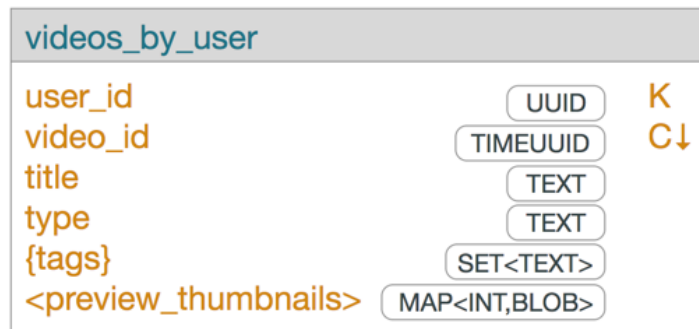 videos_by_user
user_id UUID K
video_id TIMEUUID C↓
title TEXT
type TEXT
{tags} SET<TEXT>
<preview_thumbnails> MAP<INT,BLOB>